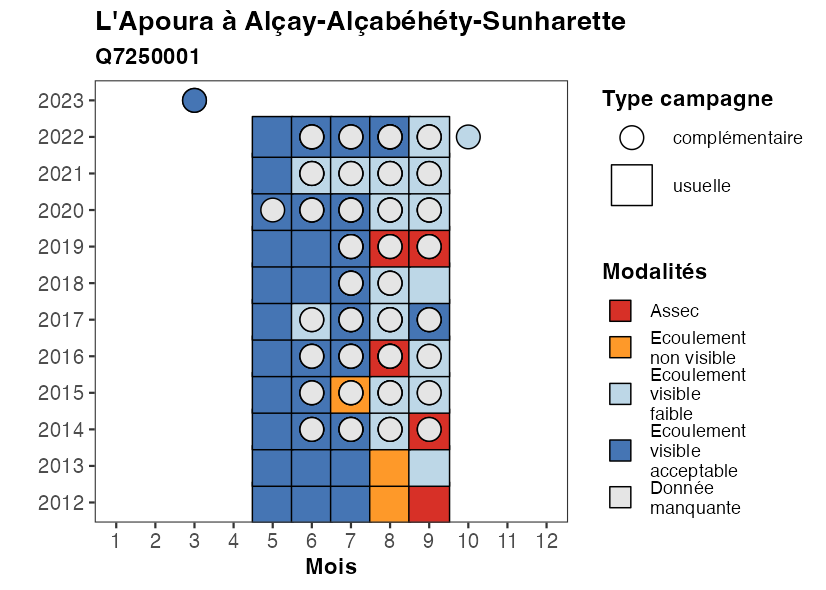 L'Apoura à Alçay-Alçabéhéty-Sunharette
Q7250001
2023
2022
2021
2020
2019
2018
2017
2016
2015
2014
2013
2012
1 2 3 4 5 6 7 8 9 10 11 12
Mois
Type campagne
complémentaire
usuelle
Modalités
Assec
Ecoulement
non visible
Ecoulement
visible
faible
Ecoulement
visible
acceptable
Donnée
manquante